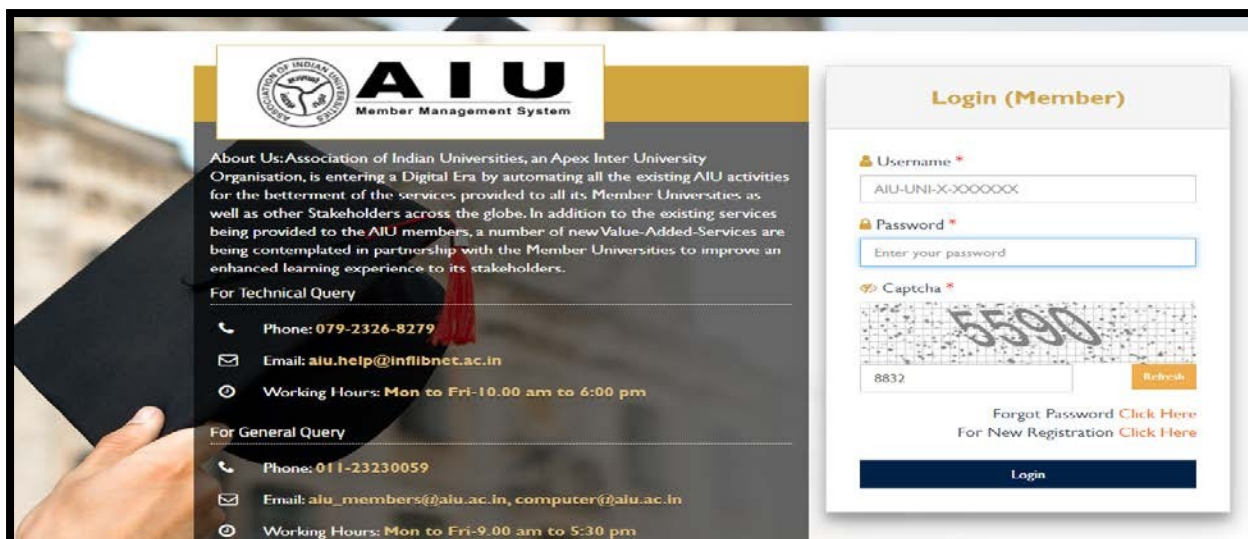 ASSOCIATION OF INDIAN UNIVERSITIES
AIU
Member Management System
About Us:Association of Indian Universities, an Apex Inter University
Organisation, is entering a Digital Era by automating all the existing AIU activities
for the betterment of the services provided to all its Member Universities as
well as other Stakeholders across the globe. In addition to the existing services
being provided to the AIU members, a number of new Value-Added-Services are
being contemplated in partnership with the Member Universities to improve an
enhanced learning experience to its stakeholders.
For Technical Query
Phone: 079-2326-8279
Email: aiu.help@inflibnet.ac.in
Working Hours: Mon to Fri-10.00 am to 6:00 pm
For General Query
Phone: 011-23230059
Email: aiu_members@aiu.ac.in, computer@aiu.ac.in
Working Hours: Mon to Fri-9.00 am to 5:30 pm
Login (Member)
Username *
AIU-UNI-X-XXXXXX
Password *
Enter your password
Captcha *
5590
8832
Refresh
Forgot Password Click Here
For New Registration Click Here
Login